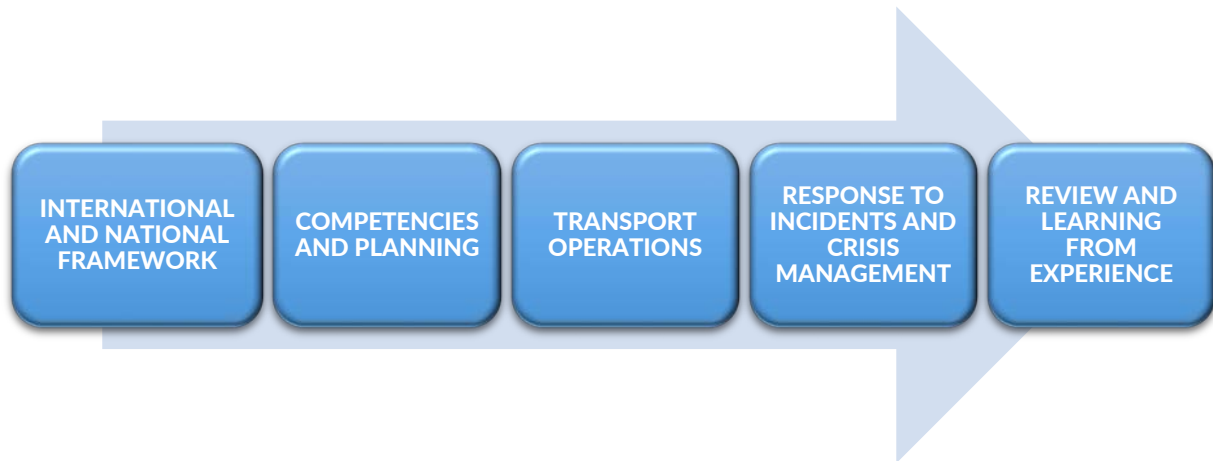 INTERNATIONAL
AND NATIONAL
FRAMEWORK
COMPETENCIES
AND PLANNING
TRANSPORT
OPERATIONS
RESPONSE TO
INCIDENTS AND
CRISIS
MANAGEMENT
REVIEW AND
LEARNING
FROM
EXPERIENCE